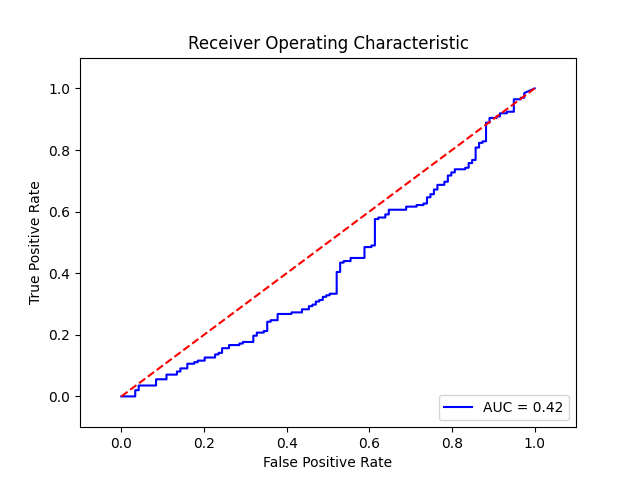 Receiver Operating Characteristic
True Positive Rate
1.0
0.8
0.6
0.4
0.2
0.0
AUC = 0.42
0.0 0.2 0.4 0.6 0.8 1.0
False Positive Rate